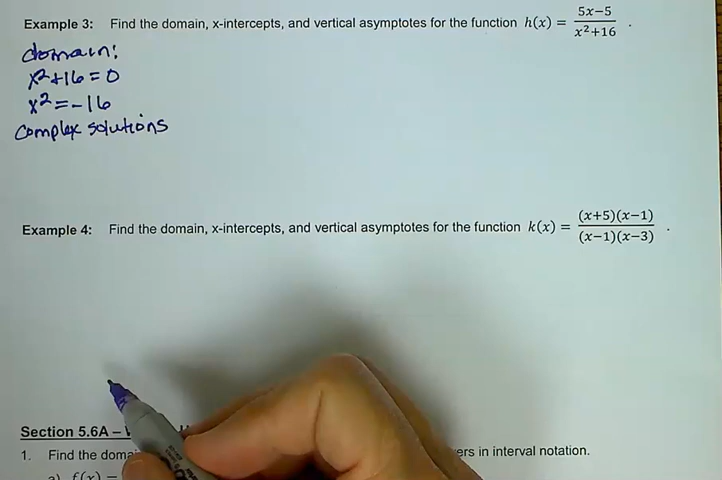 Example 3: Find the domain, x-intercepts, and vertical asymptotes for the function h(x) = \frac{5x−5}{x²+16} .
domain:
x²+16 = 0
x² = -16
complex solutions
Example 4: Find the domain, x-intercepts, and vertical asymptotes for the function k(x) = \frac{(x+5)(x−1)}{(x−1)(x−3)} .
Section 5.6A –
1. Find the ers in interval notation.
a) f(x) =